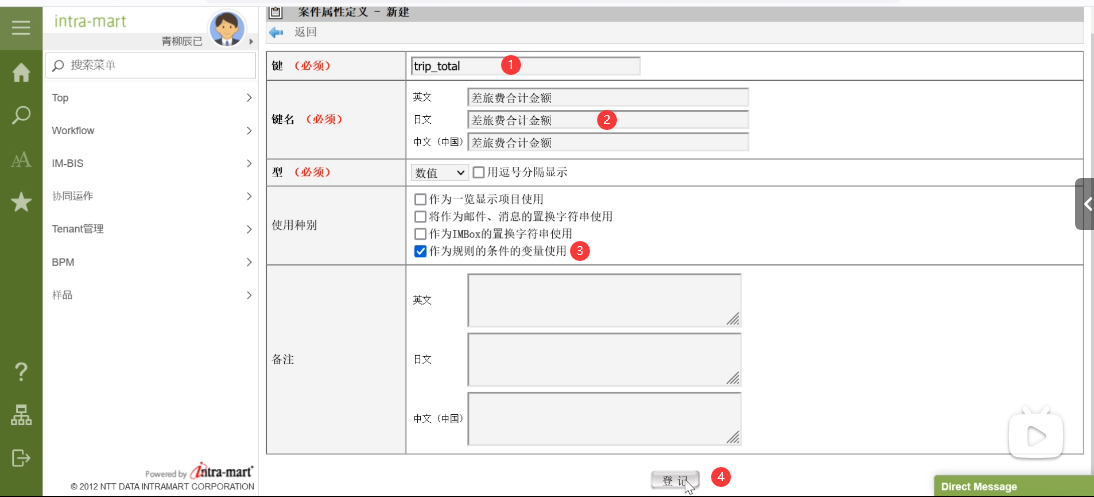 intra-mart
青柳辰已
搜索菜单
Top
Workflow
IM-BIS
协同运作
Tenant管理
BPM
样品
Powered by intra-mart
© 2012 NTT DATA INTRAMART CORPORATION
案件属性定义 - 新建
返回
键 （必须） trip_total 1
键名 （必须）
英文 差旅费合计金额
日文 差旅费合计金额 2
中文（中国） 差旅费合计金额
型 （必须） 数值 用逗号分隔显示
使用种别
作为一览显示项目使用
将作为邮件、消息的置换字符串使用
作为IMBox的置换字符串使用
作为规则的条件的变量使用 3
备注
英文
日文
中文（中国）
登记 4
Direct Message